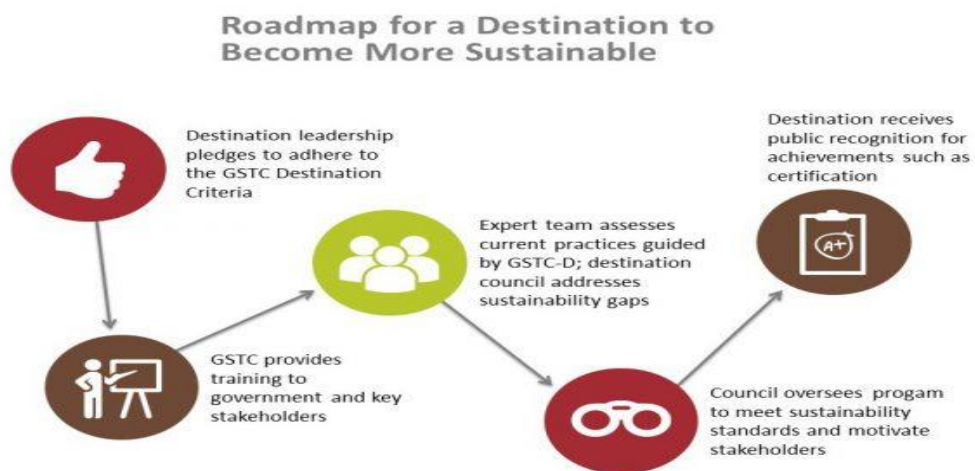 Roadmap for a Destination to
Become More Sustainable
Destination leadership
pledges to adhere to
the GSTC Destination
Criteria
GSTC provides
training to
government and key
stakeholders
Expert team assesses
current practices guided
by GSTC-D; destination
council addresses
sustainability gaps
Council oversees progam
to meet sustainability
standards and motivate
stakeholders
Destination receives
public recognition for
achievements such as
certification
A+